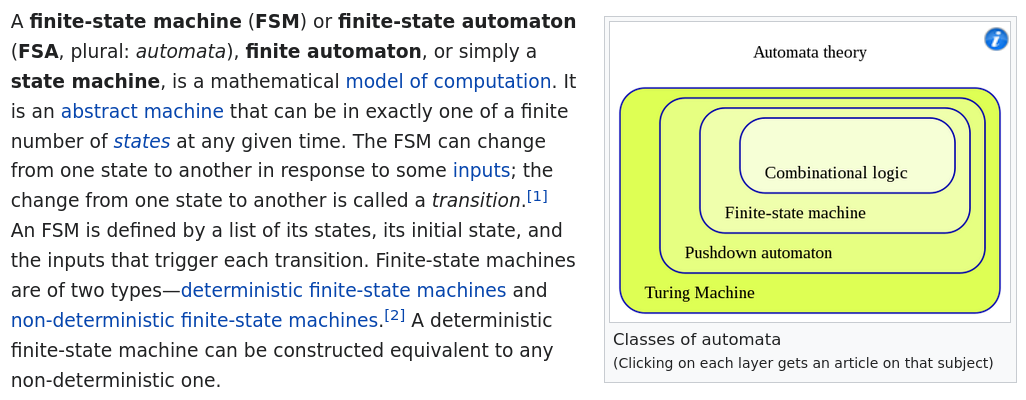 A finite-state machine (FSM) or finite-state automaton
(FSA, plural: automata), finite automaton, or simply a
state machine, is a mathematical model of computation. It
is an abstract machine that can be in exactly one of a finite
number of states at any given time. The FSM can change
from one state to another in response to some inputs; the
change from one state to another is called a transition.[1]
An FSM is defined by a list of its states, its initial state, and
the inputs that trigger each transition. Finite-state machines
are of two types—deterministic finite-state machines and
non-deterministic finite-state machines.[2] A deterministic
finite-state machine can be constructed equivalent to any
non-deterministic one.
Automata theory
Combinational logic
Finite-state machine
Pushdown automaton
Turing Machine
Classes of automata
(Clicking on each layer gets an article on that subject)